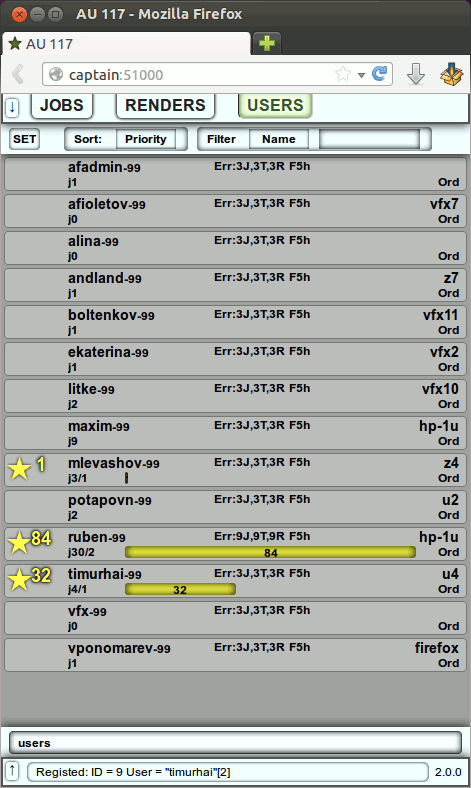 AU 117 - Mozilla Firefox
AU 117
captain:51000
JOBS RENDERS USERS
SET Sort: Priority Filter Name
afadmin-99 Err:3J,3T,3R F5h
j1 Ord
afioletov-99 Err:3J,3T,3R F5h vfx7
j0 Ord
alina-99 Err:3J,3T,3R F5h
j0 Ord
andland-99 Err:3J,3T,3R F5h z7
j1 Ord
boltenkov-99 Err:3J,3T,3R F5h vfx11
j1 Ord
ekaterina-99 Err:3J,3T,3R F5h vfx2
j1 Ord
litke-99 Err:3J,3T,3R F5h vfx10
j2 Ord
maxim-99 Err:3J,3T,3R F5h hp-1u
j9 Ord
1 mlevashov-99 Err:3J,3T,3R F5h z4
j3/1 Ord
potapovn-99 Err:3J,3T,3R F5h u2
j2 Ord
84 ruben-99 Err:9J,9T,9R F5h hp-1u
j30/2 84 Ord
32 timurhai-99 Err:3J,3T,3R F5h u4
j4/1 32 Ord
vfx-99 Err:3J,3T,3R F5h
j0 Ord
vponomarev-99 Err:3J,3T,3R F5h firefox
j1 Ord
users
Registed: ID = 9 User = "timurhai"[2] 2.0.0